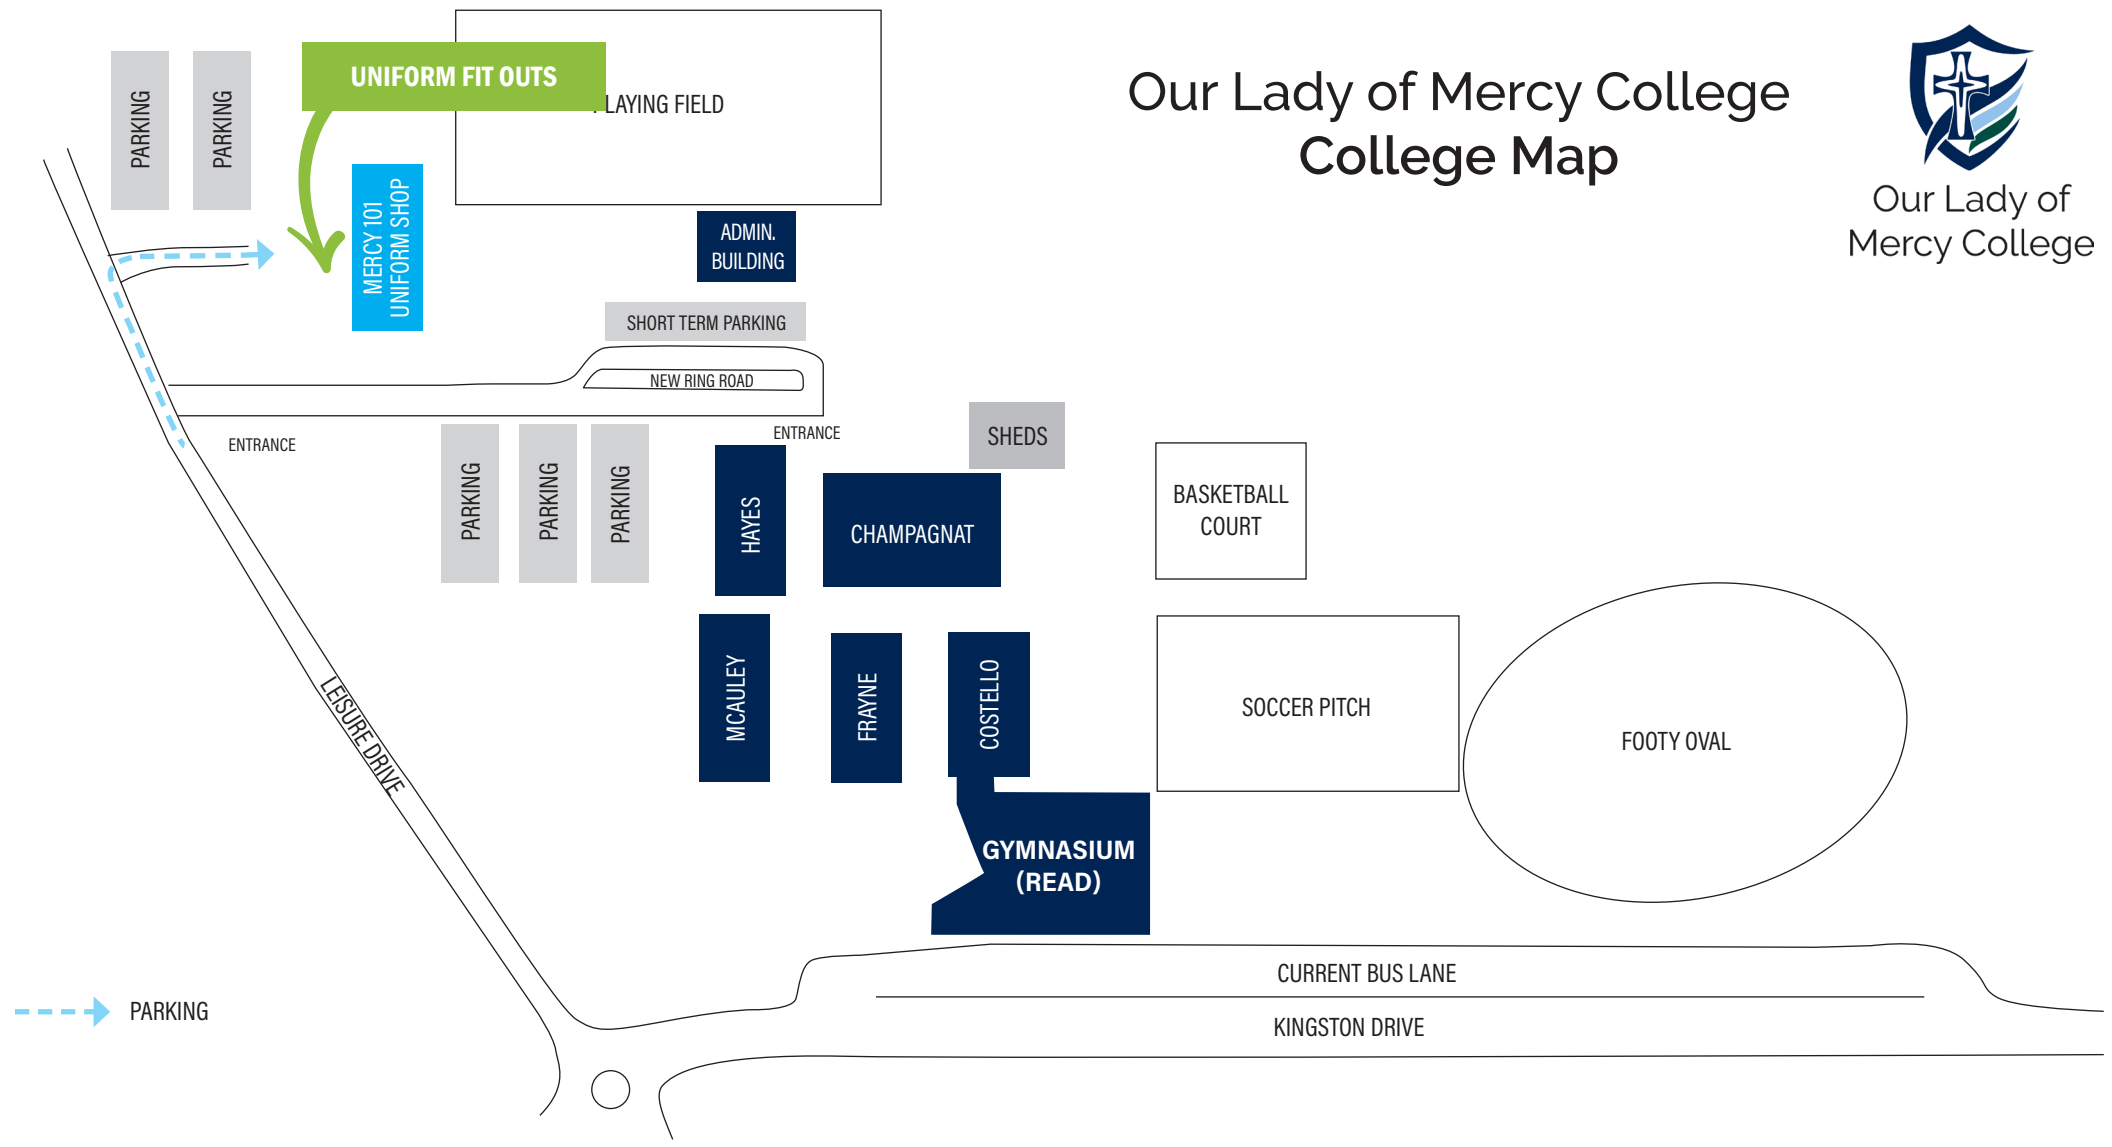 Our Lady of Mercy College
College Map
Our Lady of
Mercy College
UNIFORM FIT OUTS
PARKING
PARKING
LAYING FIELD
MERCY 101
UNIFORM SHOP
ADMIN.
BUILDING
SHORT TERM PARKING
NEW RING ROAD
ENTRANCE
ENTRANCE
SHEDS
PARKING
PARKING
PARKING
HAYES
CHAMPAGNAT
BASKETBALL
COURT
MCAULEY
FRAYNE
COSTELLO
SOCCER PITCH
FOOTY OVAL
LEISURE DRIVE
GYMNASIUM
(READ)
CURRENT BUS LANE
KINGSTON DRIVE
PARKING